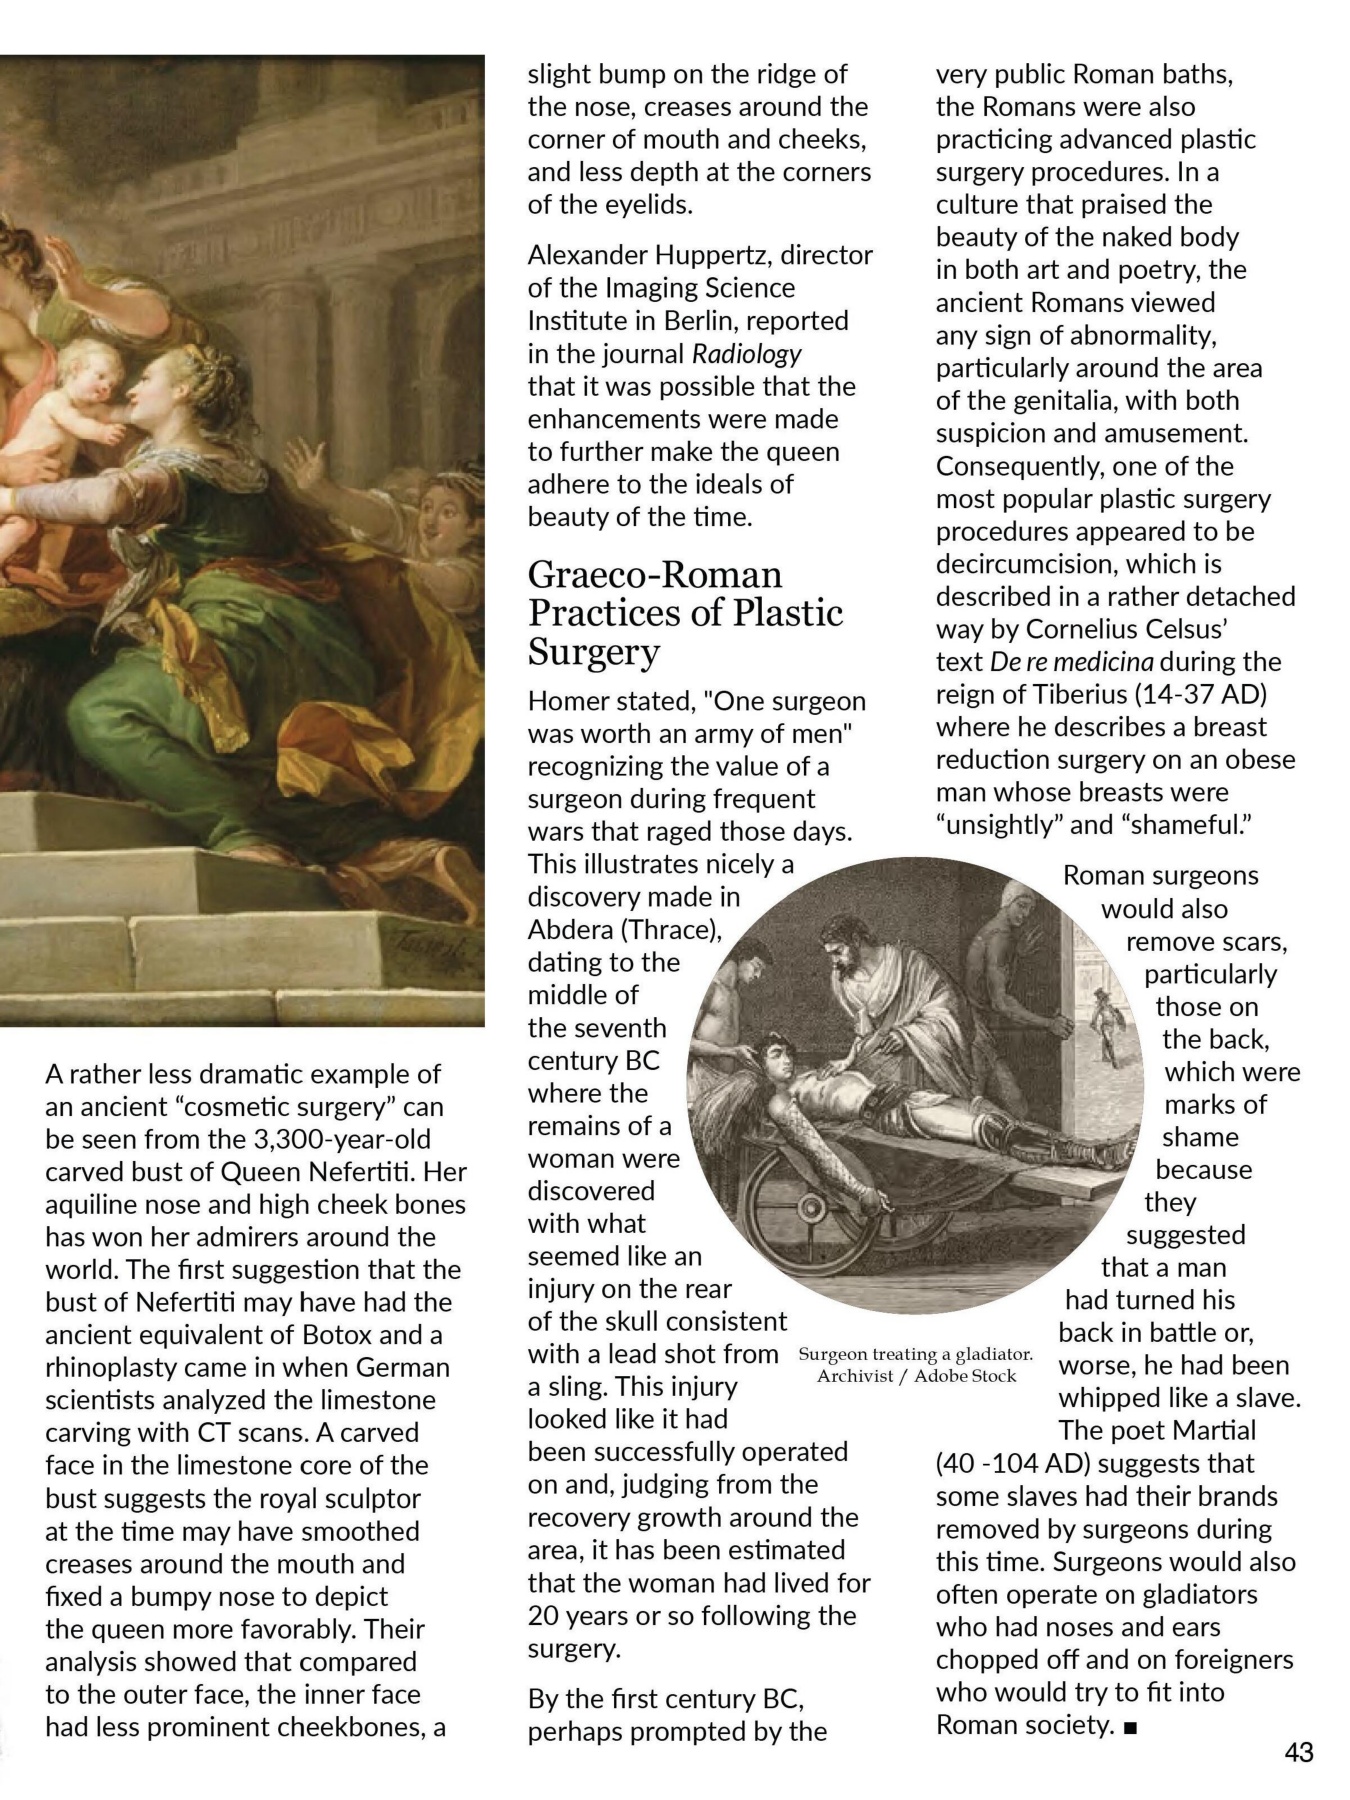 A rather less dramatic example of
an ancient “cosmetic surgery” can
be seen from the 3,300-year-old
carved bust of Queen Nefertiti. Her
aquiline nose and high cheek bones
has won her admirers around the
world. The first suggestion that the
bust of Nefertiti may have had the
ancient equivalent of Botox and a
rhinoplasty came in when German
scientists analyzed the limestone
carving with CT scans. A carved
face in the limestone core of the
bust suggests the royal sculptor
at the time may have smoothed
creases around the mouth and
fixed a bumpy nose to depict
the queen more favorably. Their
analysis showed that compared
to the outer face, the inner face
had less prominent cheekbones, a
slight bump on the ridge of
the nose, creases around the
corner of mouth and cheeks,
and less depth at the corners
of the eyelids.
Alexander Huppertz, director
of the Imaging Science
Institute in Berlin, reported
in the journal Radiology
that it was possible that the
enhancements were made
to further make the queen
adhere to the ideals of
beauty of the time.
Graeco-Roman
Practices of Plastic
Surgery
Homer stated, "One surgeon
was worth an army of men"
recognizing the value of a
surgeon during frequent
wars that raged those days.
This illustrates nicely a
discovery made in
Abdera (Thrace),
dating to the
middle of
the seventh
century BC
where the
remains of a
woman were
discovered
with what
seemed like an
injury on the rear
of the skull consistent
with a lead shot from
a sling. This injury
looked like it had
been successfully operated
on and, judging from the
recovery growth around the
area, it has been estimated
that the woman had lived for
20 years or so following the
surgery.
By the first century BC,
perhaps prompted by the
very public Roman baths,
the Romans were also
practicing advanced plastic
surgery procedures. In a
culture that praised the
beauty of the naked body
in both art and poetry, the
ancient Romans viewed
any sign of abnormality,
particularly around the area
of the genitalia, with both
suspicion and amusement.
Consequently, one of the
most popular plastic surgery
procedures appeared to be
decircumcision, which is
described in a rather detached
way by Cornelius Celsus’
text De re medicina during the
reign of Tiberius (14-37 AD)
where he describes a breast
reduction surgery on an obese
man whose breasts were
“unsightly” and “shameful.”
Roman surgeons
would also
remove scars,
particularly
those on
the back,
which were
marks of
shame
because
they
suggested
that a man
had turned his
back in battle or,
worse, he had been
whipped like a slave.
The poet Martial
(40 -104 AD) suggests that
some slaves had their brands
removed by surgeons during
this time. Surgeons would also
often operate on gladiators
who had noses and ears
chopped off and on foreigners
who would try to fit into
Roman society. ■
Surgeon treating a gladiator.
Archivist / Adobe Stock
43